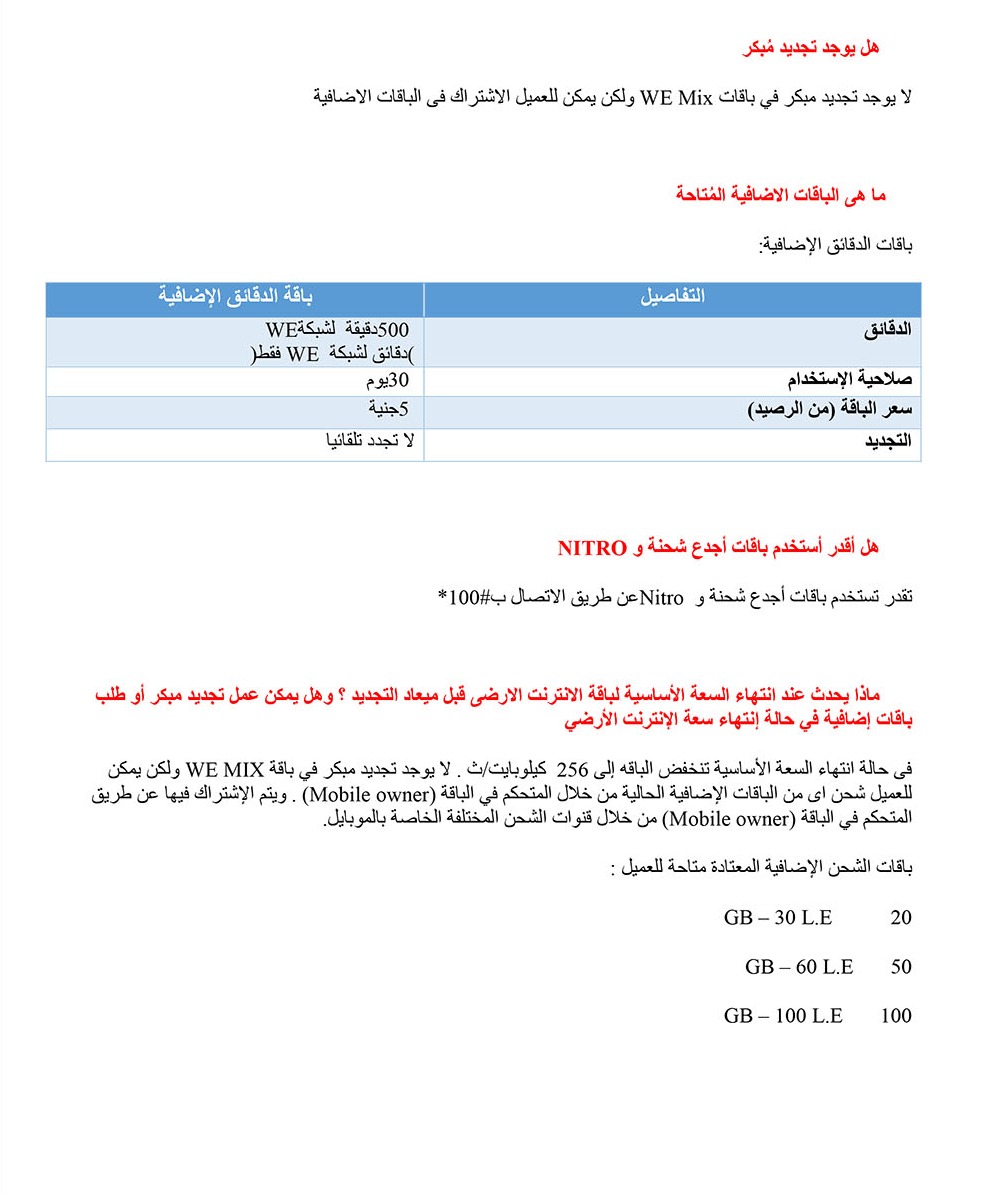 هل يوجد تجديد مُبكر
لا يوجد تجديد مبكر في باقات WE Mix ولكن يمكن للعميل الاشتراك فى الباقات الاضافية
ما هى الباقات الاضافية المُتاحة
باقات الدقائق الإضافية:
التفاصيل باقة الدقائق الإضافية
الدقائق 500دقيقة لشبكةWE
)دقائق لشبكة WE فقط(
صلاحية الإستخدام 30يوم
سعر الباقة (من الرصيد) 5جنية
التجديد لا تجدد تلقائيا
هل أقدر أستخدم باقات أجدع شحنة و NITRO
تقدر تستخدم باقات أجدع شحنة و Nitroعن طريق الاتصال ب#100*
ماذا يحدث عند انتهاء السعة الأساسية لباقة الانترنت الارضى قبل ميعاد التجديد ؟ وهل يمكن عمل تجديد مبكر أو طلب
باقات إضافية في حالة إنتهاء سعة الإنترنت الأرضي
فى حالة انتهاء السعة الأساسية تنخفض الباقه إلى 256 كيلوبايت/ث . لا يوجد تجديد مبكر في باقة WE MIX ولكن يمكن
للعميل شحن اى من الباقات الإضافية الحالية من خلال المتحكم في الباقة (Mobile owner) . ويتم الإشتراك فيها عن طريق
المتحكم في الباقة (Mobile owner) من خلال قنوات الشحن المختلفة الخاصة بالموبايل.
باقات الشحن الإضافية المعتادة متاحة للعميل :
20 GB – 30 L.E
50 GB – 60 L.E
100 GB – 100 L.E